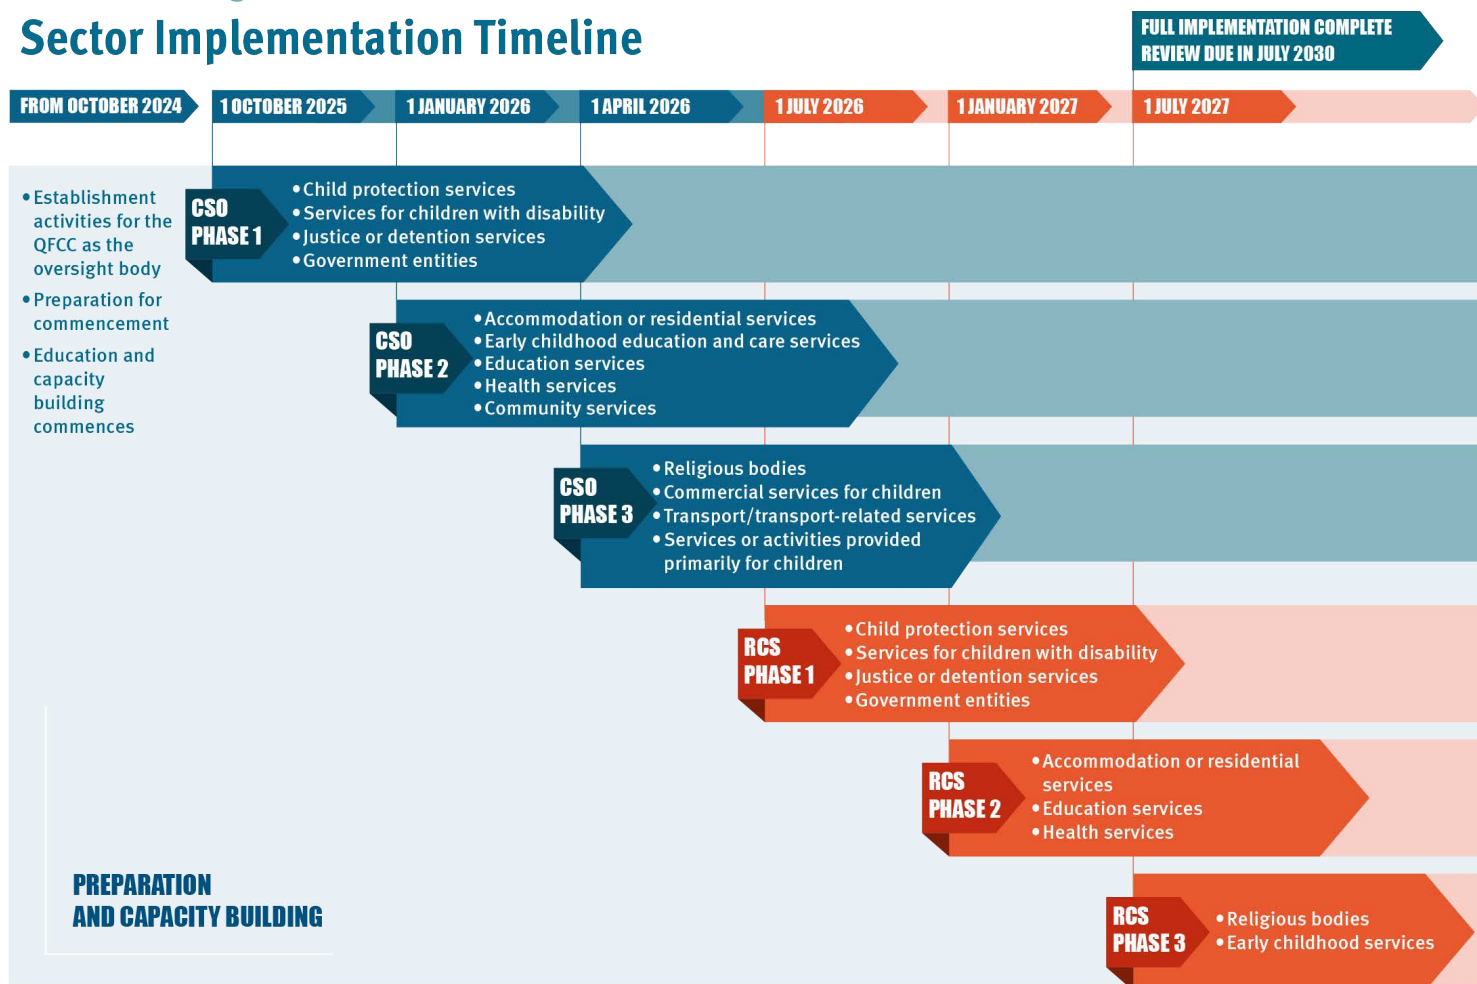 Sector Implementation Timeline
FULL IMPLEMENTATION COMPLETE
REVIEW DUE IN JULY 2030
FROM OCTOBER 2024
1 OCTOBER 2025
1 JANUARY 2026
1 APRIL 2026
1 JULY 2026
1 JANUARY 2027
1 JULY 2027
• Establishment
activities for the
QFCC as the
oversight body
• Preparation for
commencement
• Education and
capacity
building
commences
CSO
PHASE 1
• Child protection services
• Services for children with disability
• Justice or detention services
• Government entities
CSO
PHASE 2
• Accommodation or residential services
• Early childhood education and care services
• Education services
• Health services
• Community services
CSO
PHASE 3
• Religious bodies
• Commercial services for children
• Transport/transport-related services
• Services or activities provided
primarily for children
RCS
PHASE 1
• Child protection services
• Services for children with disability
• Justice or detention services
• Government entities
RCS
PHASE 2
• Accommodation or residential
services
• Education services
• Health services
RCS
PHASE 3
• Religious bodies
• Early childhood services
PREPARATION
AND CAPACITY BUILDING